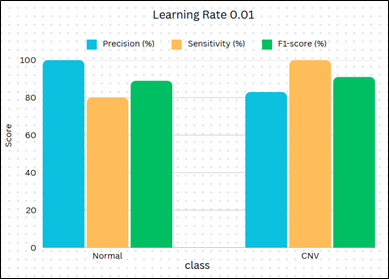 Learning Rate 0.01
Precision (%) Sensitivity (%) F1-score (%)
100
80
60
40
20
0
Score
Normal CNV
class